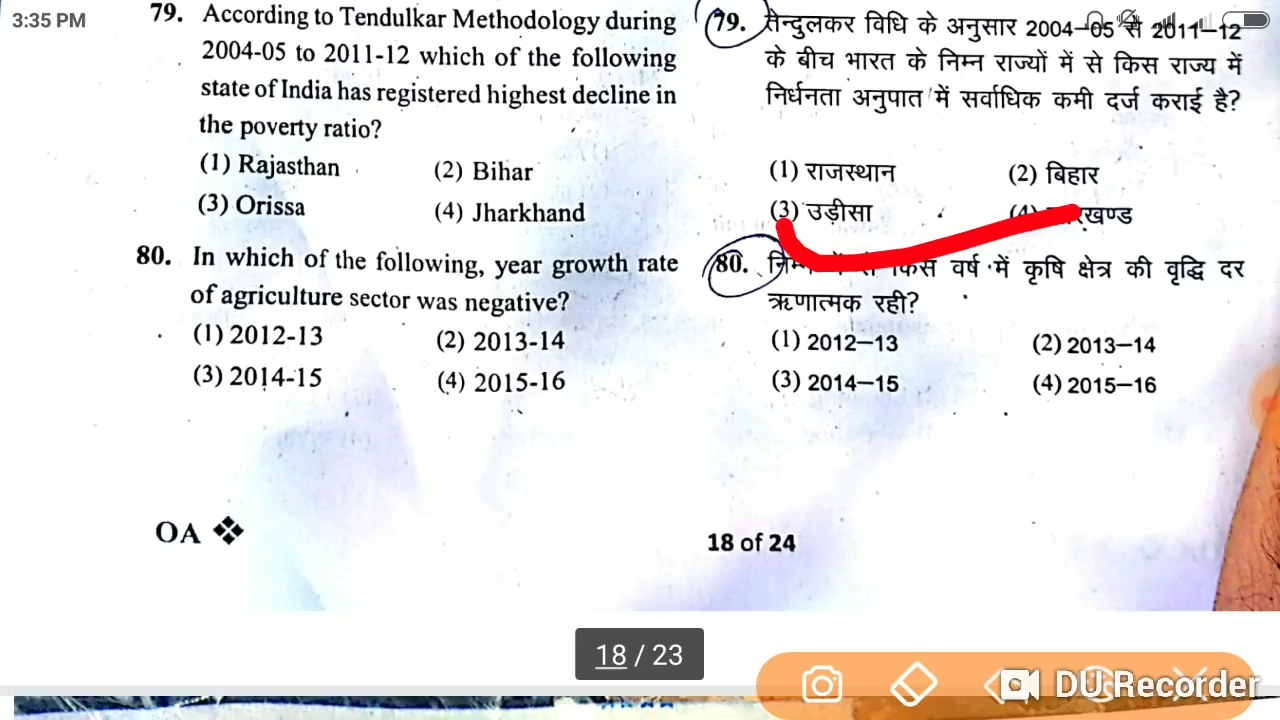 3:35 PM
79. According to Tendulkar Methodology during
2004-05 to 2011-12 which of the following
state of India has registered highest decline in
the poverty ratio?
(1) Rajasthan (2) Bihar
(3) Orissa (4) Jharkhand
80. In which of the following, year growth rate
of agriculture sector was negative?
(1) 2012-13 (2) 2013-14
(3) 2014-15 (4) 2015-16
79. तेन्दुलकर विधि के अनुसार 2004–05 से 2011–12
के बीच भारत के निम्न राज्यों में से किस राज्य में
निर्धनता अनुपात में सर्वाधिक कमी दर्ज कराई है?
(1) राजस्थान (2) बिहार
(3) उड़ीसा (4)
80. किस वर्ष में कृषि क्षेत्र की वृद्धि दर
ऋणात्मक रही?
(1) 2012–13 (2) 2013–14
(3) 2014–15 (4) 2015–16
OA 18 of 24
18 / 23
DU Recorder